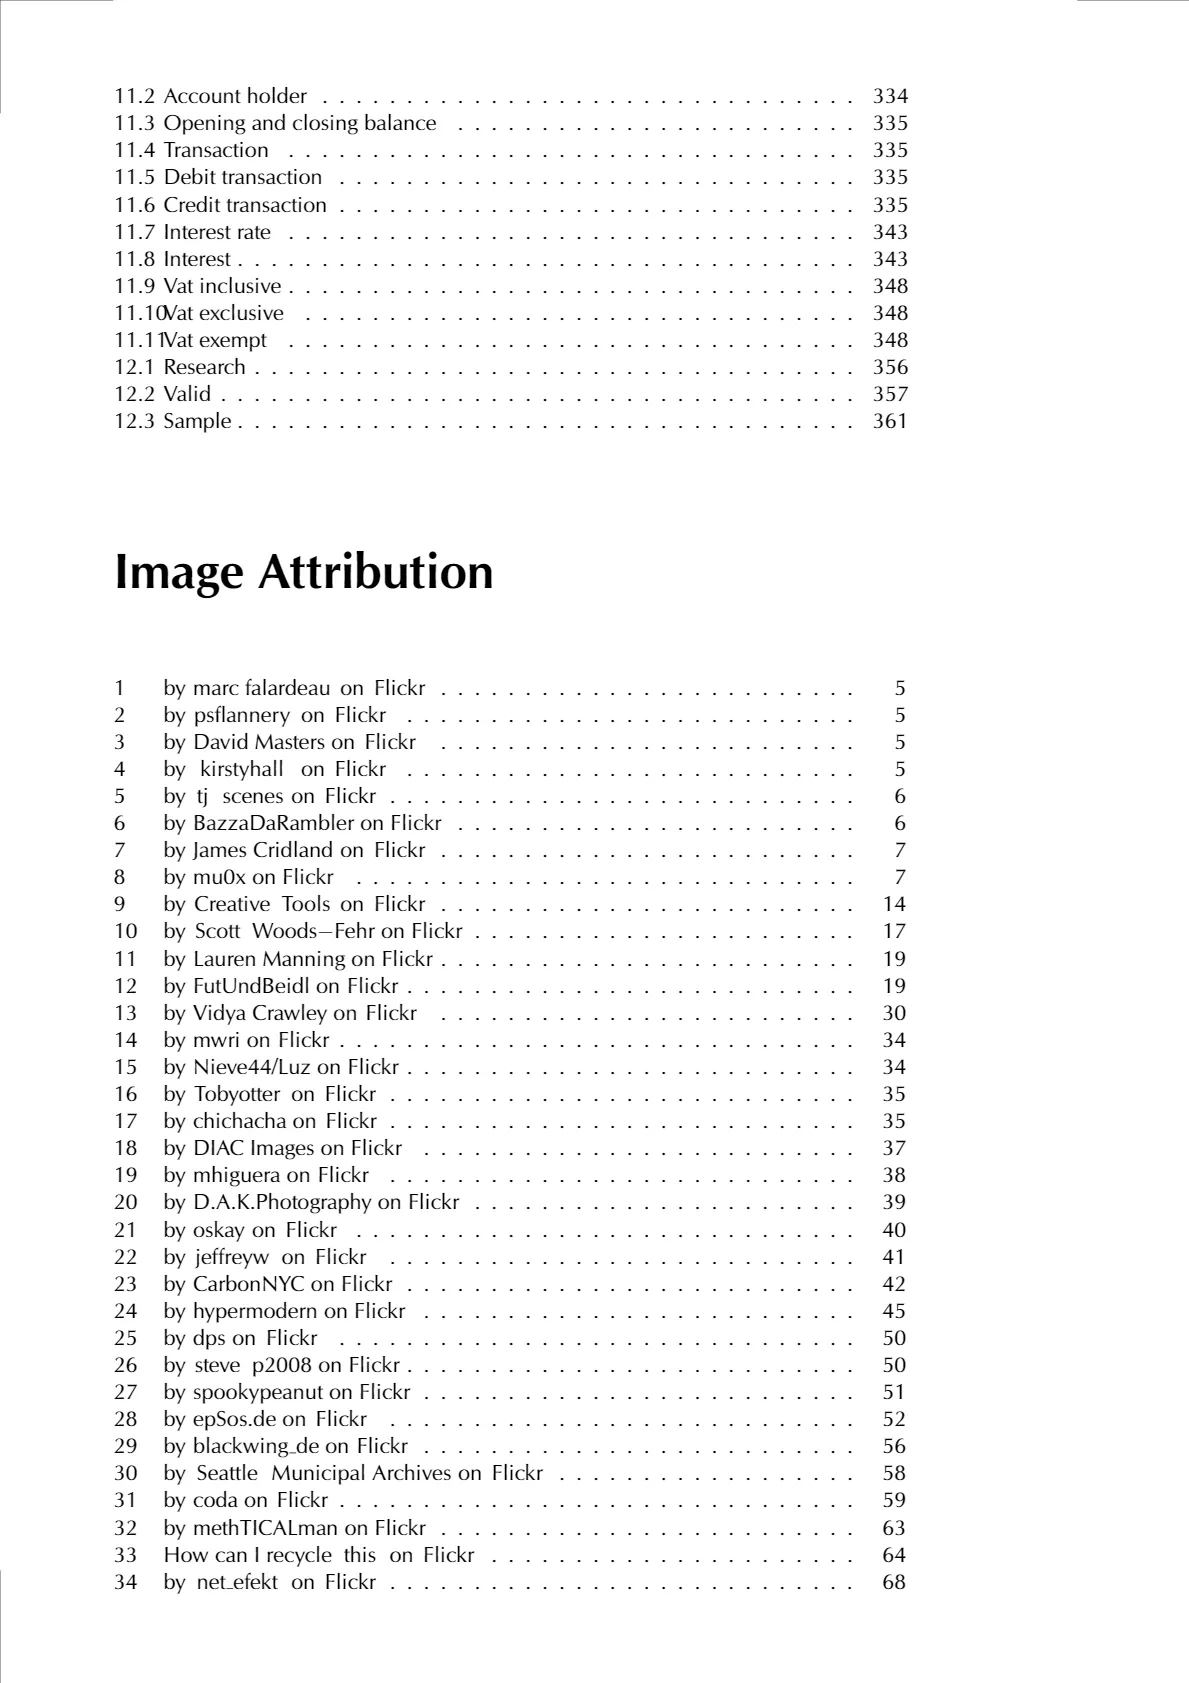 11.2 Account holder . . . . . . . . . . . . . . . . . . . . . . . . . . . . . . . . 334
11.3 Opening and closing balance . . . . . . . . . . . . . . . . . . . . . . . . 335
11.4 Transaction . . . . . . . . . . . . . . . . . . . . . . . . . . . . . . . . . . 335
11.5 Debit transaction . . . . . . . . . . . . . . . . . . . . . . . . . . . . . . . 335
11.6 Credit transaction . . . . . . . . . . . . . . . . . . . . . . . . . . . . . . . 335
11.7 Interest rate . . . . . . . . . . . . . . . . . . . . . . . . . . . . . . . . . . 343
11.8 Interest . . . . . . . . . . . . . . . . . . . . . . . . . . . . . . . . . . . . . 343
11.9 Vat inclusive . . . . . . . . . . . . . . . . . . . . . . . . . . . . . . . . . . 348
11.10Vat exclusive . . . . . . . . . . . . . . . . . . . . . . . . . . . . . . . . . 348
11.11Vat exempt . . . . . . . . . . . . . . . . . . . . . . . . . . . . . . . . . . 348
12.1 Research . . . . . . . . . . . . . . . . . . . . . . . . . . . . . . . . . . . . 356
12.2 Valid . . . . . . . . . . . . . . . . . . . . . . . . . . . . . . . . . . . . . . 357
12.3 Sample . . . . . . . . . . . . . . . . . . . . . . . . . . . . . . . . . . . . . 361
Image Attribution
1 by marc falardeau on Flickr . . . . . . . . . . . . . . . . . . . . . . . . . 5
2 by psflannery on Flickr . . . . . . . . . . . . . . . . . . . . . . . . . . . 5
3 by David Masters on Flickr . . . . . . . . . . . . . . . . . . . . . . . . . 5
4 by kirstyhall on Flickr . . . . . . . . . . . . . . . . . . . . . . . . . . . 5
5 by tj scenes on Flickr . . . . . . . . . . . . . . . . . . . . . . . . . . . . 6
6 by BazzaDaRambler on Flickr . . . . . . . . . . . . . . . . . . . . . . . . 6
7 by James Cridland on Flickr . . . . . . . . . . . . . . . . . . . . . . . . . 7
8 by mu0x on Flickr . . . . . . . . . . . . . . . . . . . . . . . . . . . . . . 7
9 by Creative Tools on Flickr . . . . . . . . . . . . . . . . . . . . . . . . . 14
10 by Scott Woods–Fehr on Flickr . . . . . . . . . . . . . . . . . . . . . . . 17
11 by Lauren Manning on Flickr . . . . . . . . . . . . . . . . . . . . . . . . . 19
12 by FutUndBeidl on Flickr . . . . . . . . . . . . . . . . . . . . . . . . . . . 19
13 by Vidya Crawley on Flickr . . . . . . . . . . . . . . . . . . . . . . . . . 30
14 by mwri on Flickr . . . . . . . . . . . . . . . . . . . . . . . . . . . . . . . 34
15 by Nieve44/Luz on Flickr . . . . . . . . . . . . . . . . . . . . . . . . . . . 34
16 by Tobyotter on Flickr . . . . . . . . . . . . . . . . . . . . . . . . . . . . 35
17 by chichacha on Flickr . . . . . . . . . . . . . . . . . . . . . . . . . . . . 35
18 by DIAC Images on Flickr . . . . . . . . . . . . . . . . . . . . . . . . . . 37
19 by mhiguera on Flickr . . . . . . . . . . . . . . . . . . . . . . . . . . . . 38
20 by D.A.K.Photography on Flickr . . . . . . . . . . . . . . . . . . . . . . . 39
21 by oskay on Flickr . . . . . . . . . . . . . . . . . . . . . . . . . . . . . . 40
22 by jeffreyw on Flickr . . . . . . . . . . . . . . . . . . . . . . . . . . . . 41
23 by CarbonNYC on Flickr . . . . . . . . . . . . . . . . . . . . . . . . . . . 42
24 by hypermodern on Flickr . . . . . . . . . . . . . . . . . . . . . . . . . . 45
25 by dps on Flickr . . . . . . . . . . . . . . . . . . . . . . . . . . . . . . . 50
26 by steve p2008 on Flickr . . . . . . . . . . . . . . . . . . . . . . . . . . . 50
27 by spookypeanut on Flickr . . . . . . . . . . . . . . . . . . . . . . . . . . 51
28 by epSos.de on Flickr . . . . . . . . . . . . . . . . . . . . . . . . . . . . 52
29 by blackwing_de on Flickr . . . . . . . . . . . . . . . . . . . . . . . . . . 56
30 by Seattle Municipal Archives on Flickr . . . . . . . . . . . . . . . . . . 58
31 by coda on Flickr . . . . . . . . . . . . . . . . . . . . . . . . . . . . . . . 59
32 by methTICALman on Flickr . . . . . . . . . . . . . . . . . . . . . . . . . 63
33 How can I recycle this on Flickr . . . . . . . . . . . . . . . . . . . . . . 64
34 by net_efekt on Flickr . . . . . . . . . . . . . . . . . . . . . . . . . . . . 68